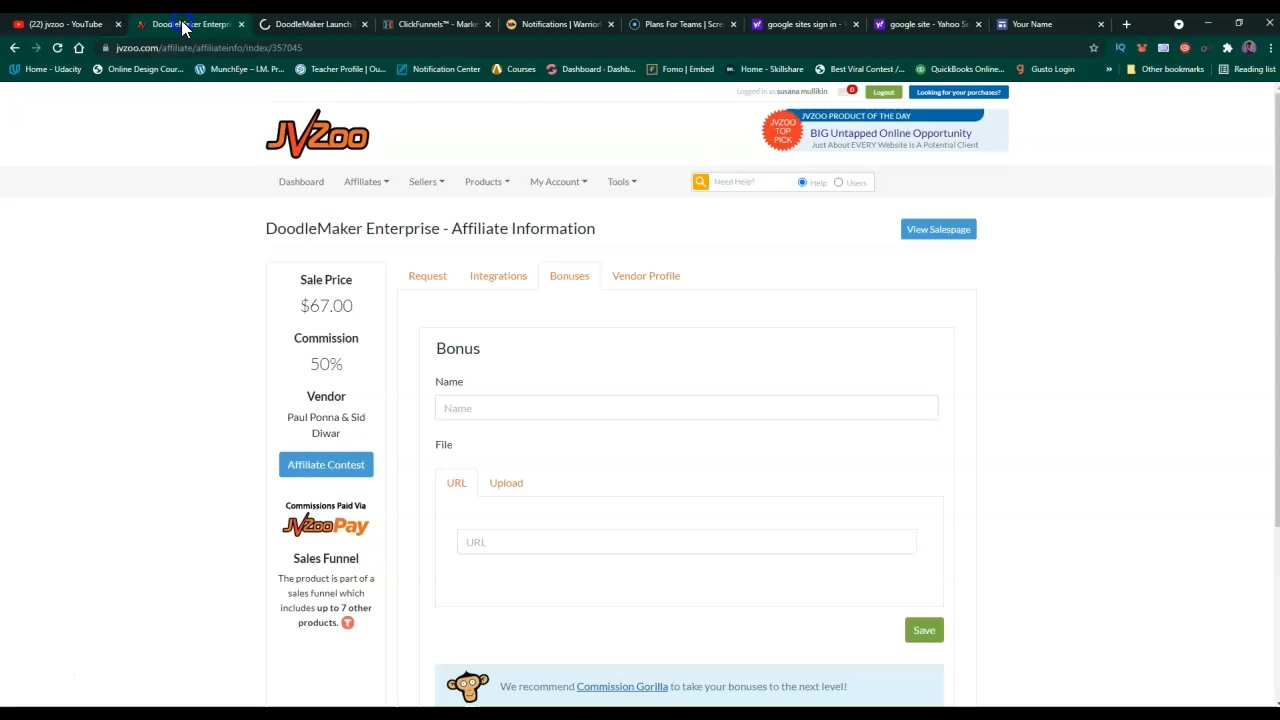 (22) jvzoo - YouTube
DoodleMaker Enterpri
DoodleMaker Launch
ClickFunnels™ - Marke
Notifications | Warrior
Plans For Teams | Scre
google sites sign in - Y
google site - Yahoo Se
Your Name
jvzoo.com/affiliate/affiliateinfo/index/357045
Home - Udacity
Online Design Cour...
MunchEye – I.M. Pr...
Teacher Profile | Ou...
Notification Center
Courses
Dashboard - Dashb...
Fomo | Embed
Home - Skillshare
Best Viral Contest /...
QuickBooks Online...
Gusto Login
»
Other bookmarks
Reading list
Logged in as susana mullikin
0
Logout
Looking for your purchases?
JVZoo
JVZOO TOP PICK
JVZOO PRODUCT OF THE DAY
BIG Untapped Online Opportunity
Just About EVERY Website Is A Potential Client
Dashboard
Affiliates
Sellers
Products
My Account
Tools
Need Help?
Help
Users
DoodleMaker Enterprise - Affiliate Information
View Salespage
Sale Price
$67.00
Commission
50%
Vendor
Paul Ponna & Sid
Diwar
Affiliate Contest
Commissions Paid Via
JVZooPay
Sales Funnel
The product is part of a
sales funnel which
includes up to 7 other
products.
Request
Integrations
Bonuses
Vendor Profile
Bonus
Name
Name
File
URL
Upload
URL
Save
We recommend Commission Gorilla to take your bonuses to the next level!